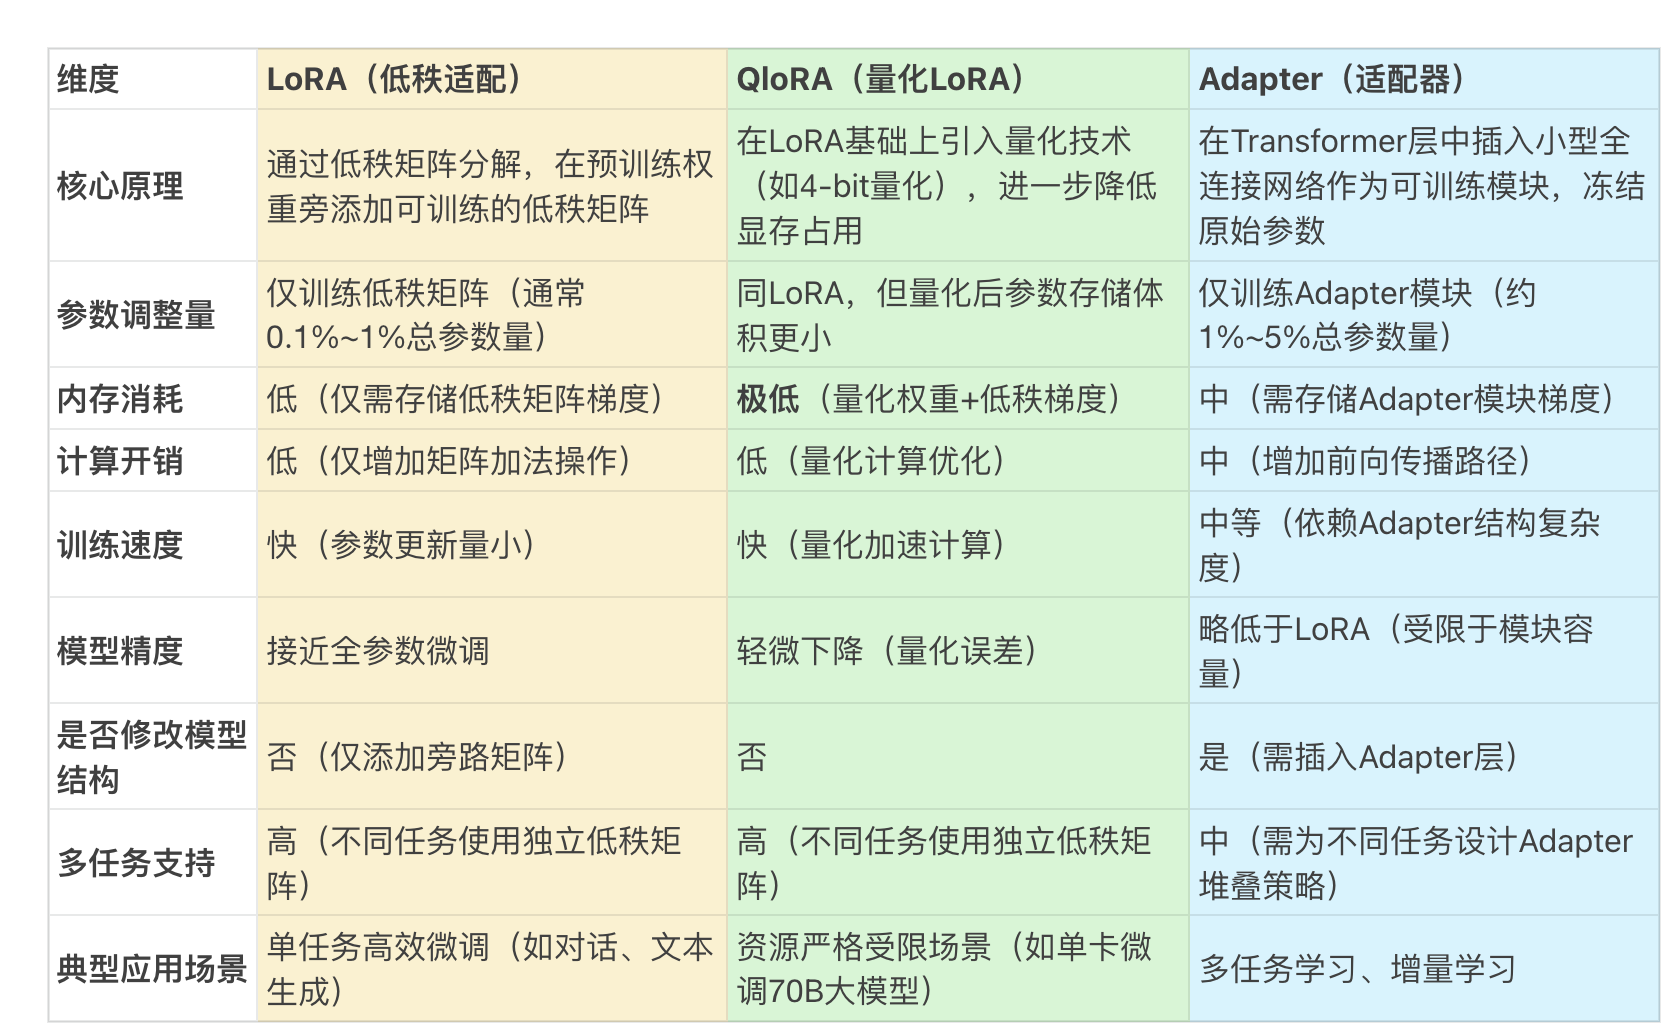 维度
LoRA（低秩适配）
QloRA（量化LoRA）
Adapter（适配器）
核心原理
通过低秩矩阵分解，在预训练权
重旁添加可训练的低秩矩阵
在LoRA基础上引入量化技术
（如4-bit量化），进一步降低
显存占用
在Transformer层中插入小型全
连接网络作为可训练模块，冻结
原始参数
参数调整量
仅训练低秩矩阵（通常
0.1%~1%总参数量）
同LoRA，但量化后参数存储体
积更小
仅训练Adapter模块（约
1%~5%总参数量）
内存消耗
低（仅需存储低秩矩阵梯度）
极低（量化权重+低秩梯度）
中（需存储Adapter模块梯度）
计算开销
低（仅增加矩阵加法操作）
低（量化计算优化）
中（增加前向传播路径）
训练速度
快（参数更新量小）
快（量化加速计算）
中等（依赖Adapter结构复杂
度）
模型精度
接近全参数微调
轻微下降（量化误差）
略低于LoRA（受限于模块容
量）
是否修改模型
结构
否（仅添加旁路矩阵）
否
是（需插入Adapter层）
多任务支持
高（不同任务使用独立低秩矩
阵）
高（不同任务使用独立低秩矩
阵）
中（需为不同任务设计Adapter
堆叠策略）
典型应用场景
单任务高效微调（如对话、文本
生成）
资源严格受限场景（如单卡微
调70B大模型）
多任务学习、增量学习